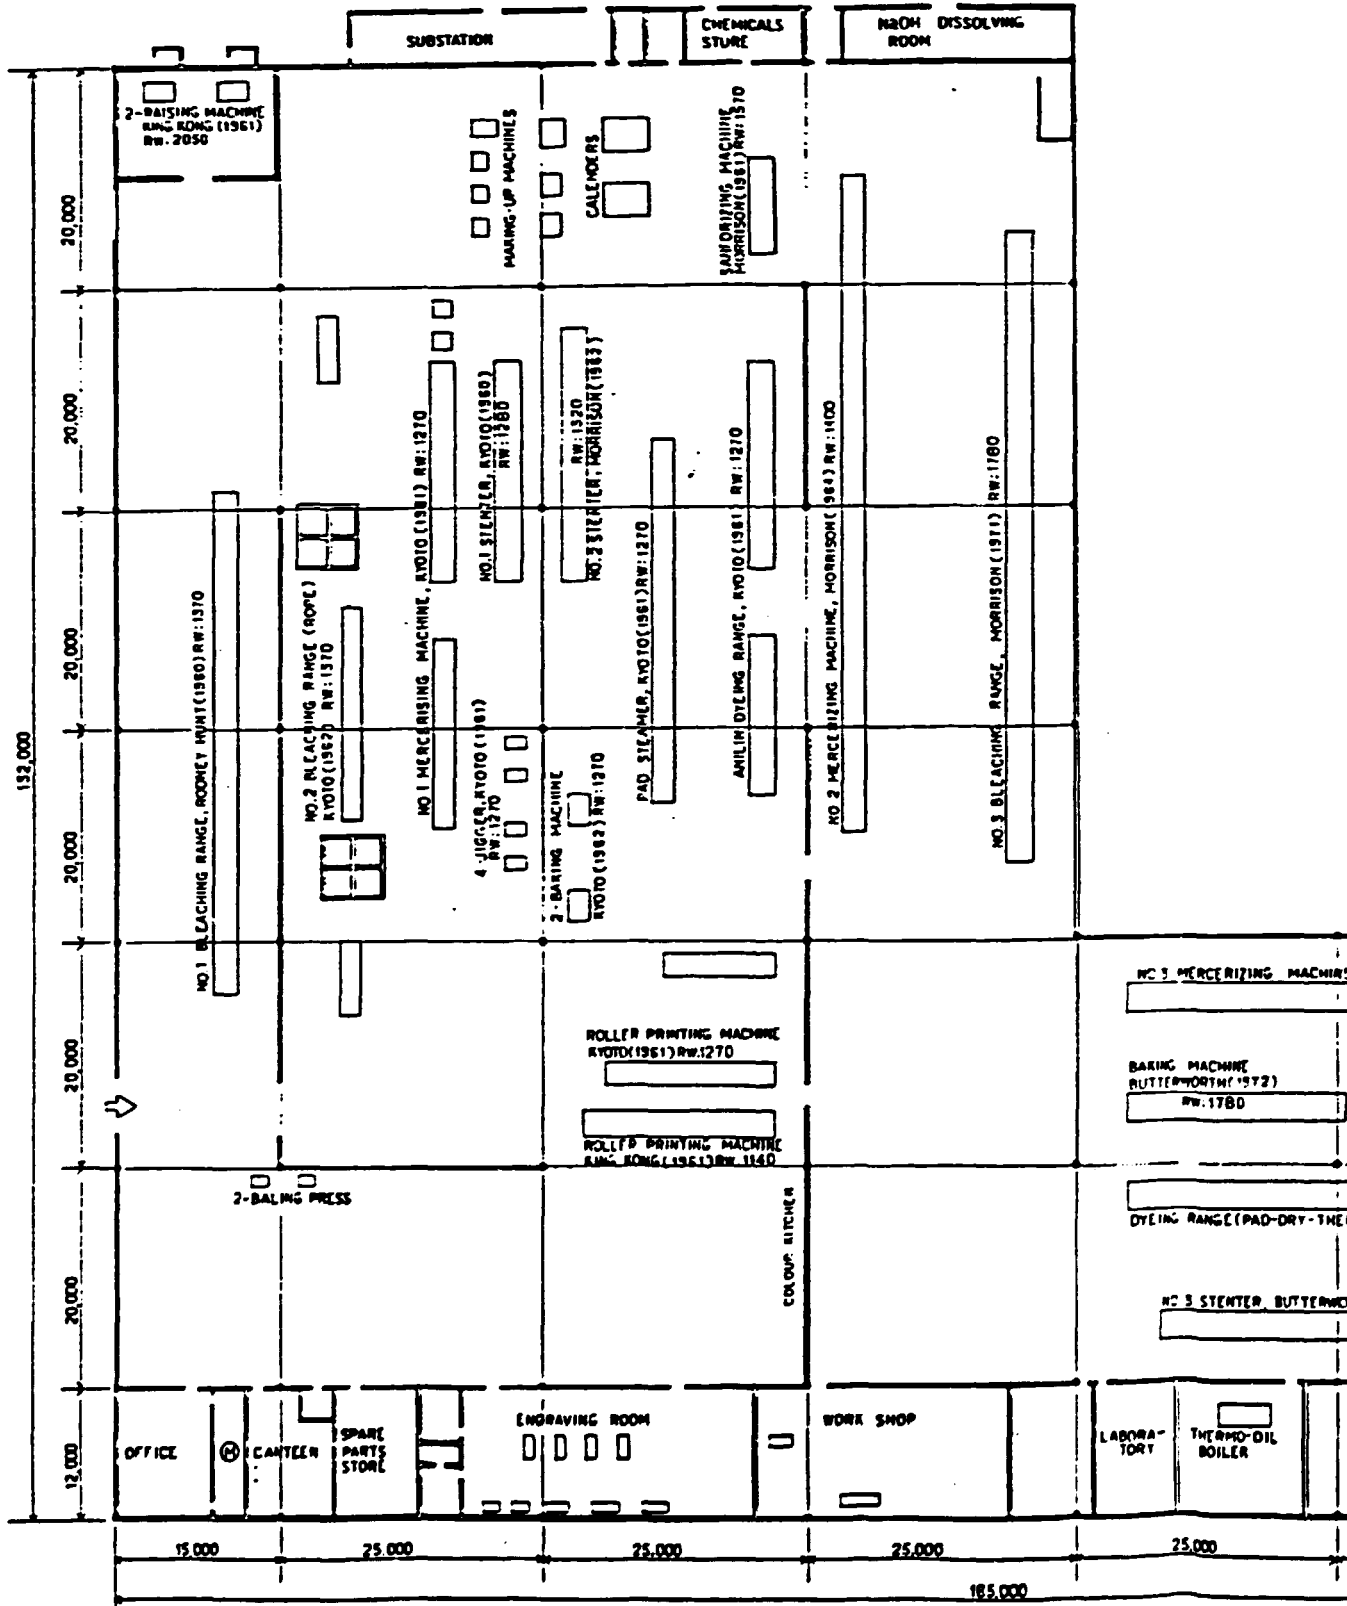 SUBSTATION
CHEMICALS
STURE
NaOH DISSOLVING
ROOM
2-RAISING MACHINE
KING KONG (1961)
RW. 2050
MAKING-UP MACHINES
CALENDERS
SANFORIZING MACHINE
MORRISON(1961) RW:1570
20,000
20,000
20,000
20,000
20,000
20,000
12,000
152,000
NO.1 BLEACHING RANGE, RODNEY HUNT(1960) RW:1370
NO.2 BLEACHING RANGE (ROPE)
KYOTO (1962) RW:1370
NO 1 MERCERISING MACHINE, KYOTO (1961) RW:1270
NO.1 STENTER, KYOTO(1960)
RW:1280
RW:1320
NO.2 STENTER, MORRISON(1963)
4-JIGGER, KYOTO (1961)
RW:1270
2-BAKING MACHINE
KYOTO (1962) RW:1270
PAD STEAMER, KYOTO(1961) RW:1270
ANILIN DYEING RANGE, KYOTO (1961) RW:1270
NO 2 MERCERIZING MACHINE, MORRISON(1964) RW:1400
NO.3 BLEACHING RANGE, MORRISON (1971) RW:1780
ROLLER PRINTING MACHINE
KYOTO(1961) RW.1270
ROLLER PRINTING MACHINE
KING KONG (1961) RW. 1140
NO 3 MERCERIZING MACHINE
BAKING MACHINE
BUTTERWORTH(1972)
RW:1780
DYEING RANGE(PAD-DRY-THE
NO 3 STENTER, BUTTERWO
2-BALING PRESS
COLOUR KITCHEN
OFFICE
M
CANTEEN
SPARE
PARTS
STORE
ENGRAVING ROOM
WORK SHOP
LABORA-
TORY
THERMO-OIL
BOILER
15,000
25,000
25,000
25,000
25,000
165,000